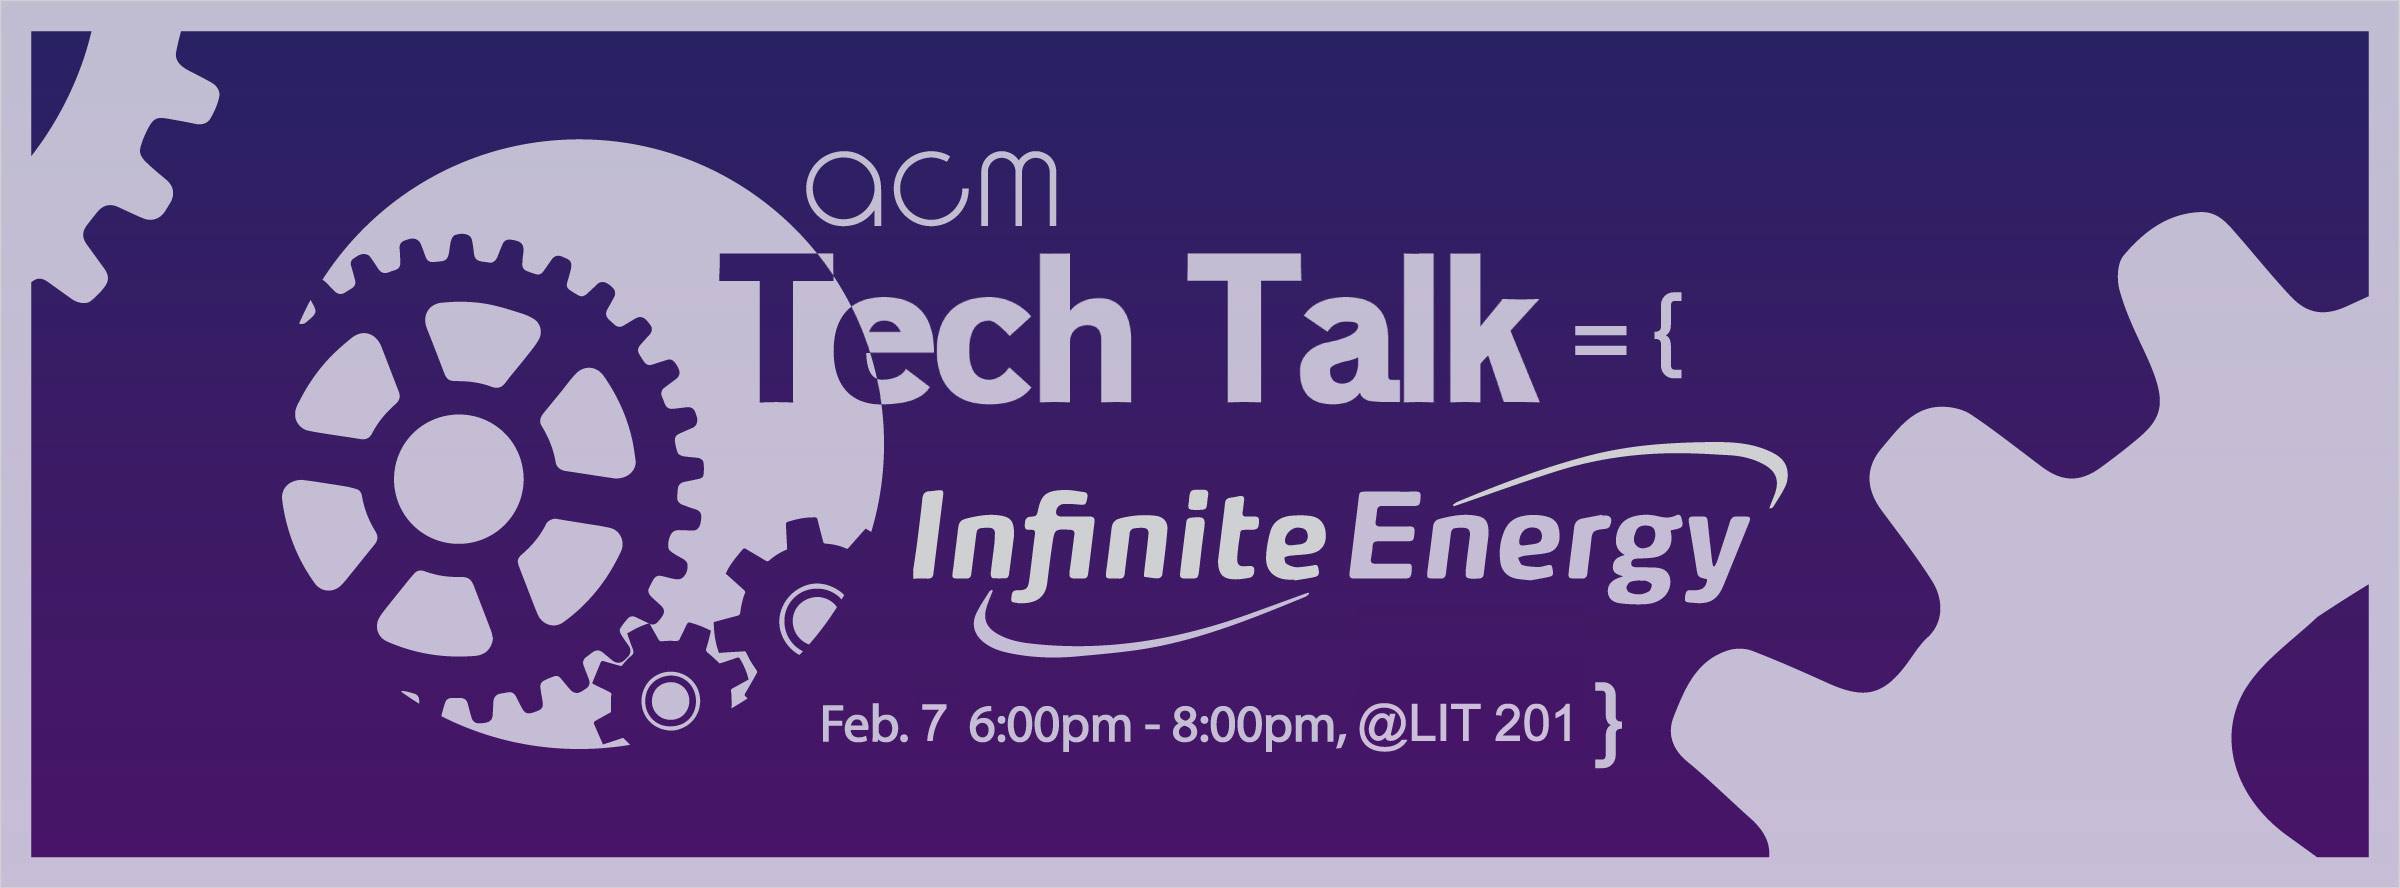 acm
Tech Talk = {
Infinite Energy
Feb. 7 6:00pm - 8:00pm, @LIT 201 }